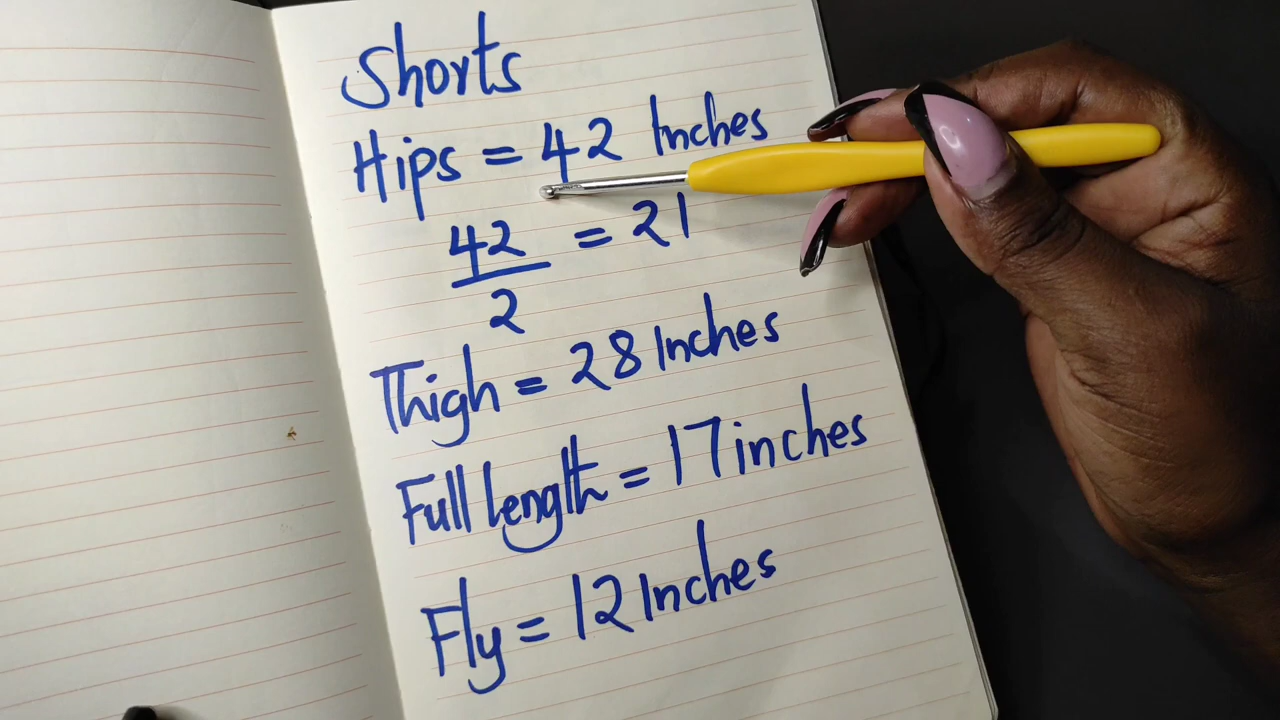 Shorts
Hips = 42 Inches
42/2 = 21
Thigh = 28 Inches
Full length = 17 inches
Fly = 12 Inches